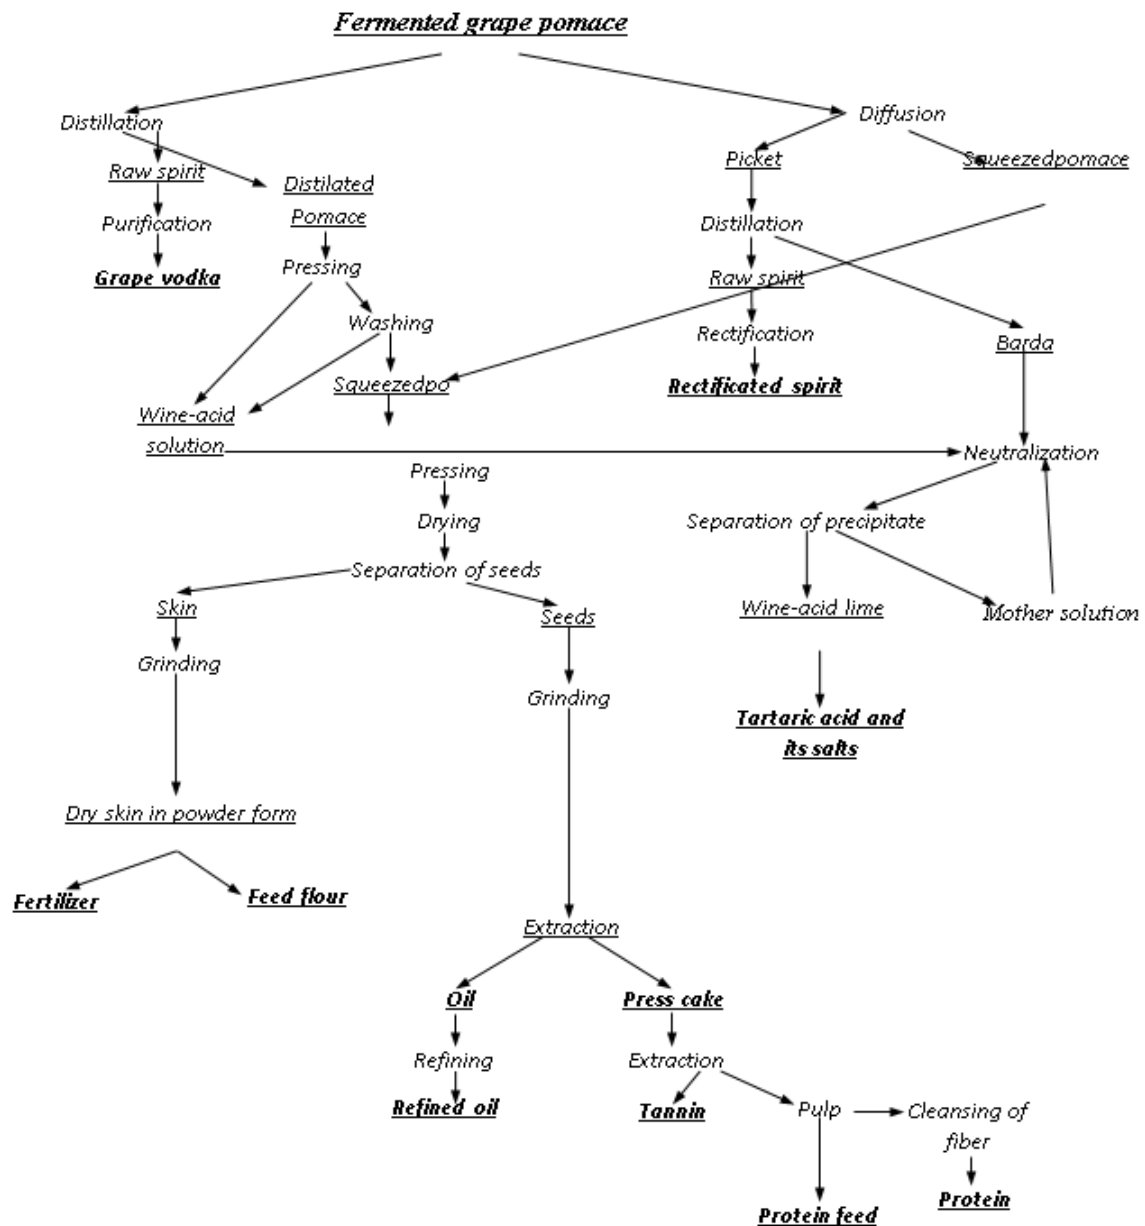 Fermented grape pomace
Distillation
Diffusion
Raw spirit
Distilated
Pomace
Picket
Squeezedpomace
Purification
Distillation
Grape vodka
Pressing
Raw spirit
Washing
Rectification
Barda
Squeezedpo
Rectificated spirit
Wine-acid
solution
Neutralization
Pressing
Drying
Separation of precipitate
Separation of seeds
Skin
Seeds
Wine-acid lime
Mother solution
Grinding
Grinding
Tartaric acid and
its salts
Dry skin in powder form
Fertilizer
Feed flour
Extraction
Oil
Press cake
Refining
Extraction
Refined oil
Tannin
Pulp
Cleansing of
fiber
Protein feed
Protein